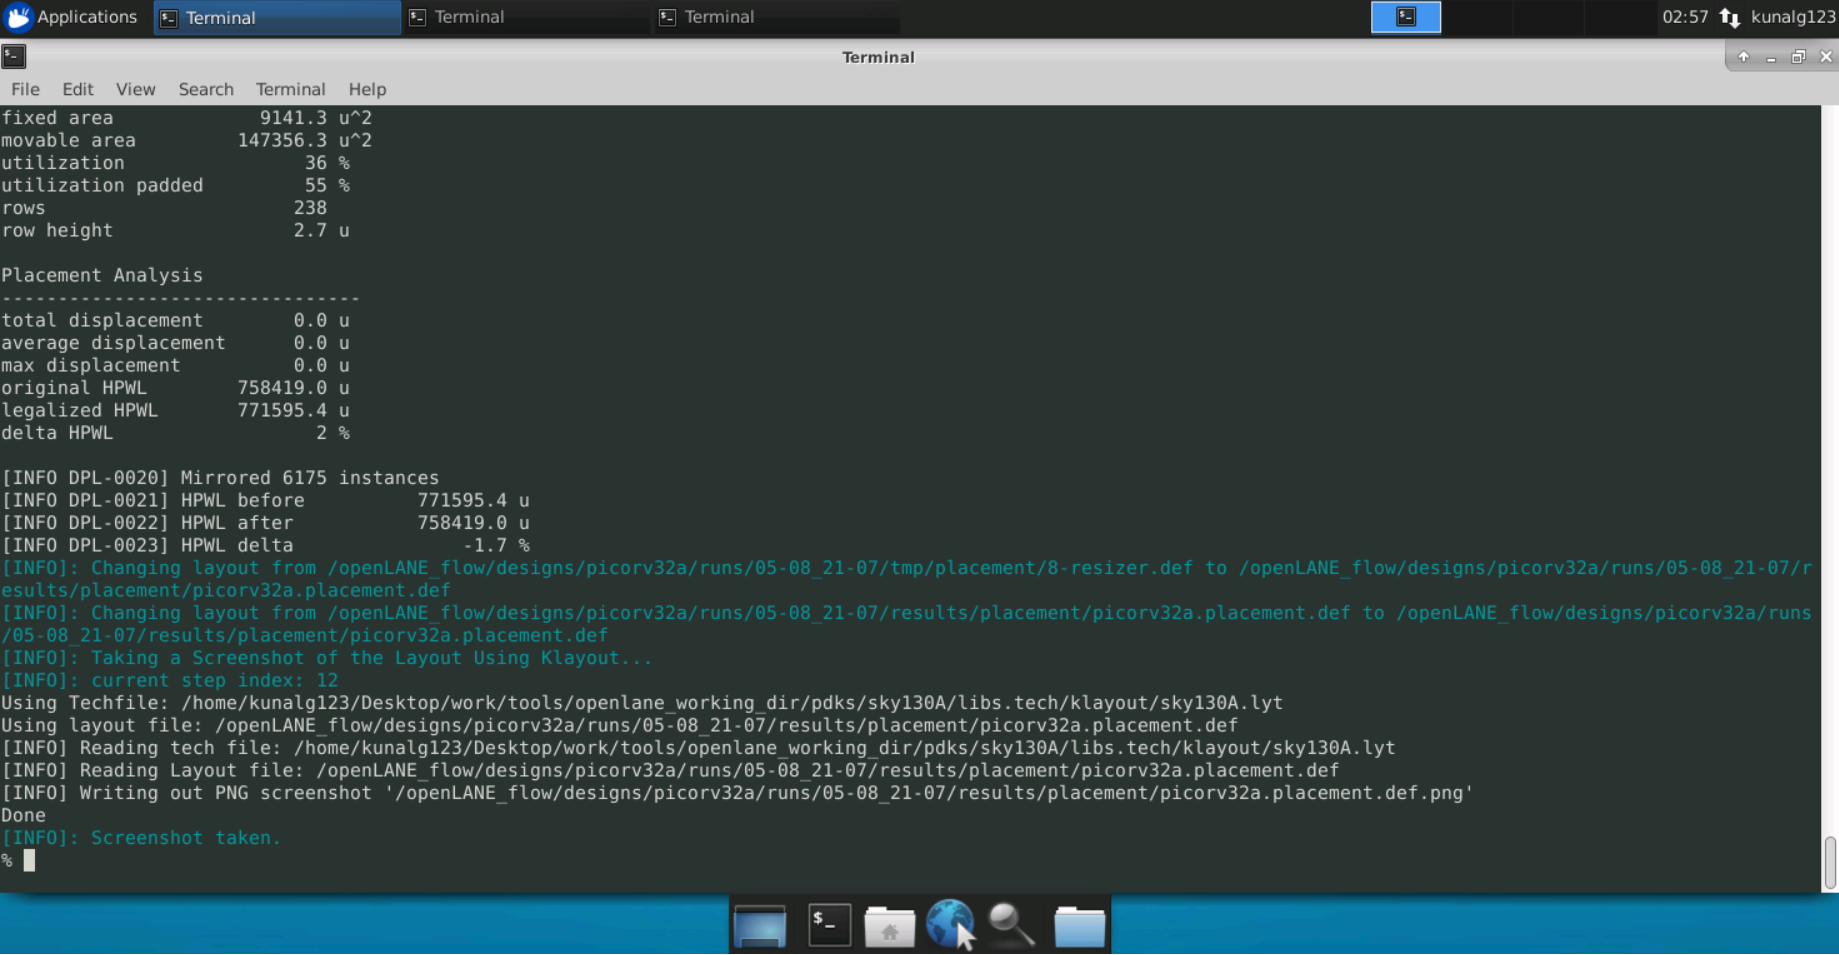 Applications
Terminal
Terminal
Terminal
02:57
kunalg123
Terminal
File Edit View Search Terminal Help
fixed area 9141.3 u^2
movable area 147356.3 u^2
utilization 36 %
utilization padded 55 %
rows 238
row height 2.7 u
Placement Analysis
--------------------------------
total displacement 0.0 u
average displacement 0.0 u
max displacement 0.0 u
original HPWL 758419.0 u
legalized HPWL 771595.4 u
delta HPWL 2 %
[INFO DPL-0020] Mirrored 6175 instances
[INFO DPL-0021] HPWL before 771595.4 u
[INFO DPL-0022] HPWL after 758419.0 u
[INFO DPL-0023] HPWL delta -1.7 %
[INFO]: Changing layout from /openLANE_flow/designs/picorv32a/runs/05-08_21-07/tmp/placement/8-resizer.def to /openLANE_flow/designs/picorv32a/runs/05-08_21-07/r
esults/placement/picorv32a.placement.def
[INFO]: Changing layout from /openLANE_flow/designs/picorv32a/runs/05-08_21-07/results/placement/picorv32a.placement.def to /openLANE_flow/designs/picorv32a/runs
/05-08_21-07/results/placement/picorv32a.placement.def
[INFO]: Taking a Screenshot of the Layout Using Klayout...
[INFO]: current step index: 12
Using Techfile: /home/kunalg123/Desktop/work/tools/openlane_working_dir/pdks/sky130A/libs.tech/klayout/sky130A.lyt
Using layout file: /openLANE_flow/designs/picorv32a/runs/05-08_21-07/results/placement/picorv32a.placement.def
[INFO] Reading tech file: /home/kunalg123/Desktop/work/tools/openlane_working_dir/pdks/sky130A/libs.tech/klayout/sky130A.lyt
[INFO] Reading Layout file: /openLANE_flow/designs/picorv32a/runs/05-08_21-07/results/placement/picorv32a.placement.def
[INFO] Writing out PNG screenshot '/openLANE_flow/designs/picorv32a/runs/05-08_21-07/results/placement/picorv32a.placement.def.png'
Done
[INFO]: Screenshot taken.
%